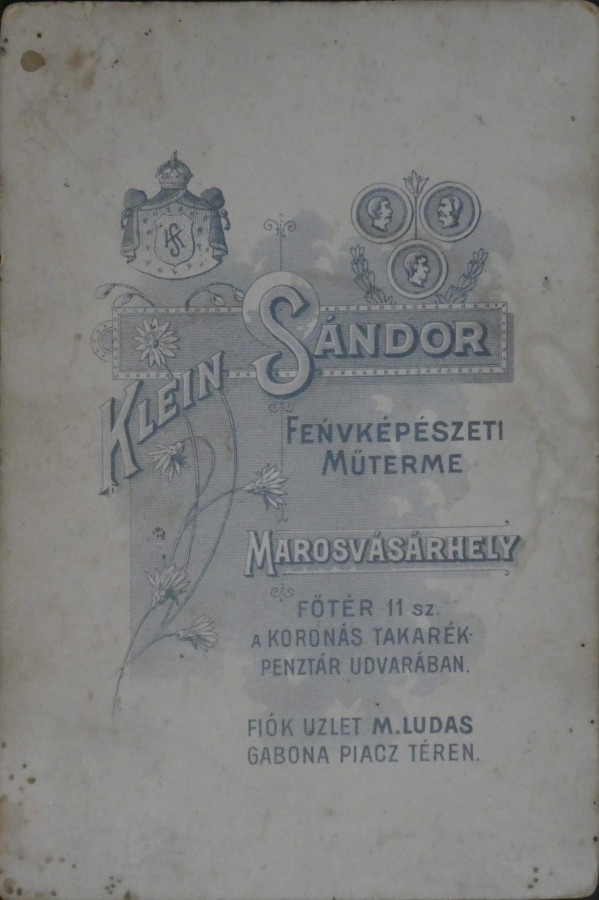 KLEIN SÁNDOR
FEŃVKÉPÉSZETI
MŰTERME
MAROSVÁSÁRHELY
FŐTÉR 11 SZ.
A KORONÁS TAKARÉK-
PENZTÁR UDVARÁBAN.
FIÓK UZLET M. LUDAS
GABONA PIACZ TÉREN.